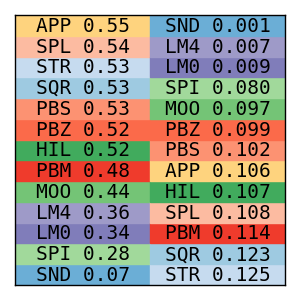 APP 0.55 SND 0.001
SPL 0.54 LM4 0.007
STR 0.53 LM0 0.009
SQR 0.53 SPI 0.080
PBS 0.53 MOO 0.097
PBZ 0.52 PBZ 0.099
HIL 0.52 PBS 0.102
PBM 0.48 APP 0.106
MOO 0.44 HIL 0.107
LM4 0.36 SPL 0.108
LM0 0.34 PBM 0.114
SPI 0.28 SQR 0.123
SND 0.07 STR 0.125